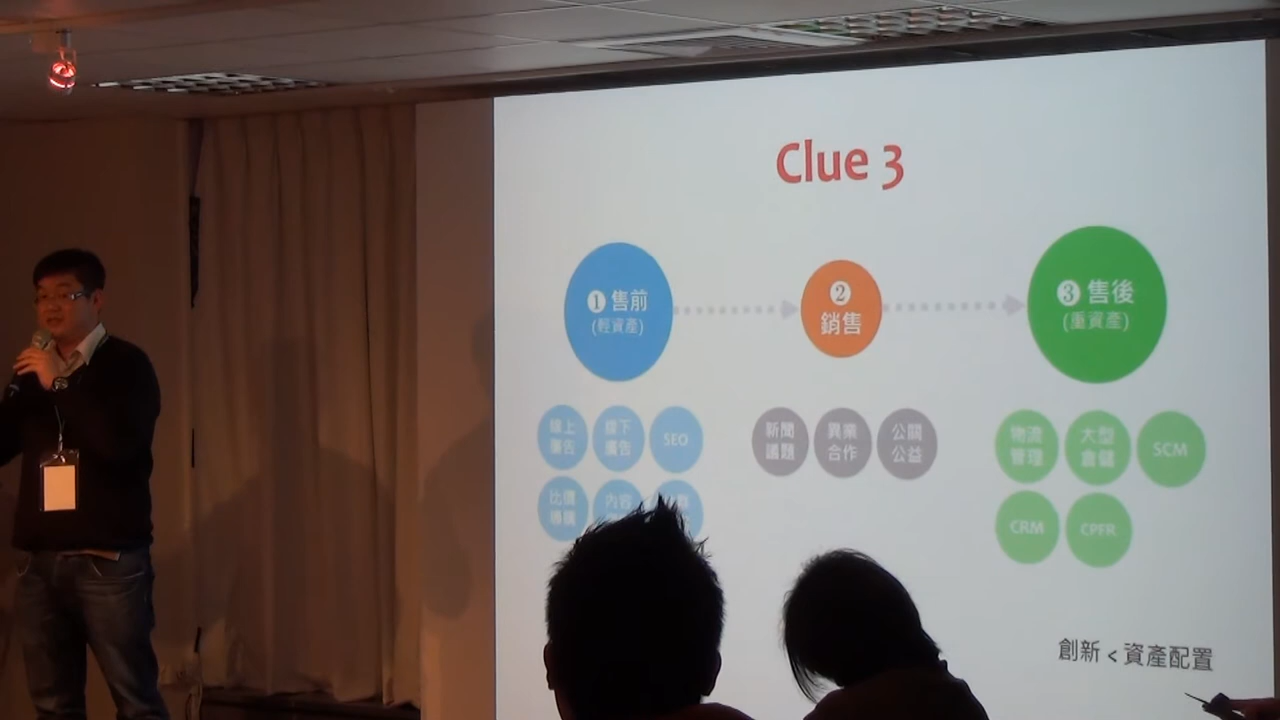 Clue 3
❶ 售前
(輕資產)
❷
銷售
❸ 售後
(重資產)
線上
廣告
線下
廣告
SEO
比價
導購
內容
新聞
議題
異業
合作
公關
公益
物流
管理
大型
倉儲
SCM
CRM
CPFR
創新 < 資產配置